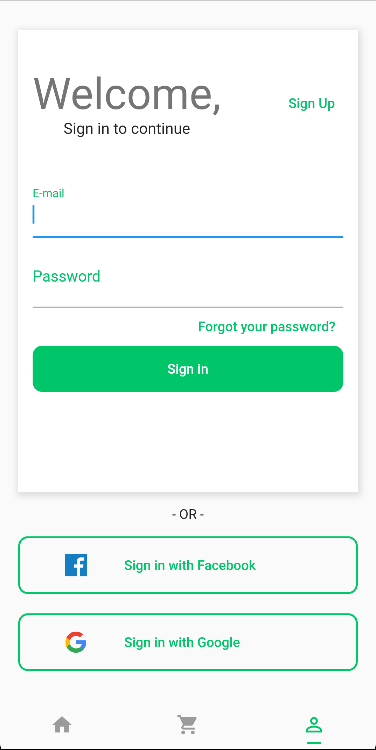 Welcome,
Sign Up
Sign in to continue
E-mail
Password
Forgot your password?
Sign in
- OR -
Sign in with Facebook
Sign in with Google